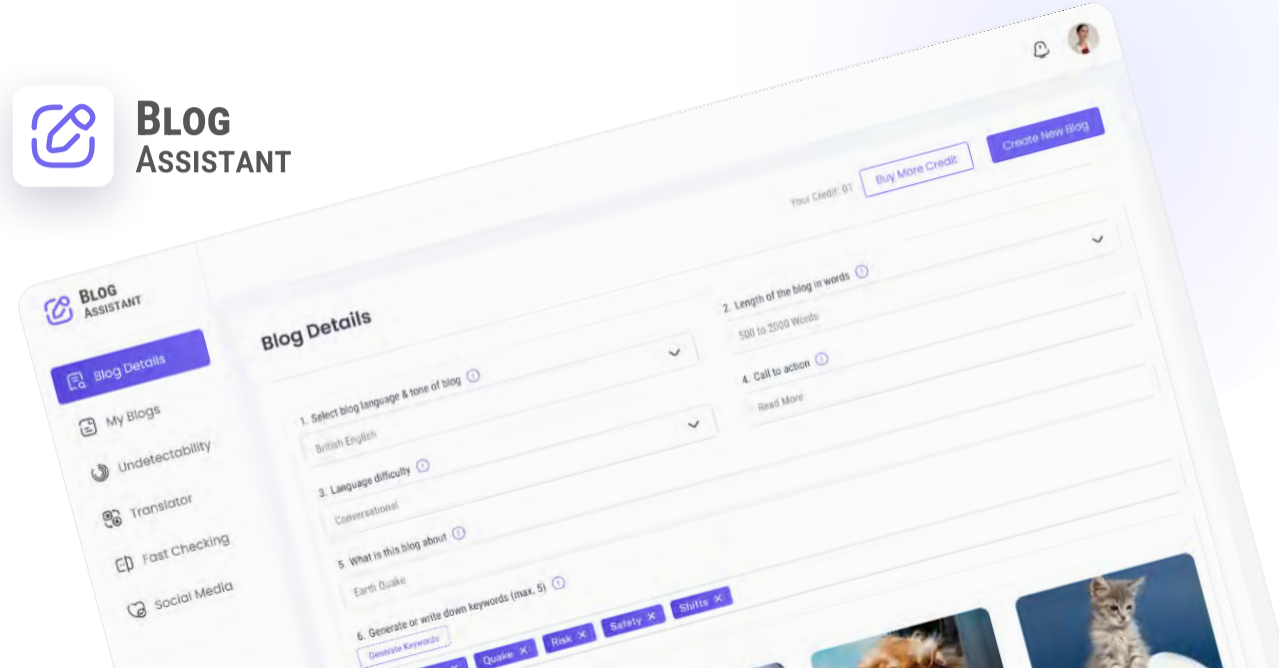 BLOG
ASSISTANT
Your Credit: 01
Buy More Credit
Create New Blog
BLOG
ASSISTANT
Blog Details
My Blogs
Undetectability
Translator
Fast Checking
Social Media
Blog Details
1. Select blog language & tone of blog
British English
2. Length of the blog in words
500 to 2000 Words
3. Language difficulty
Conversational
4. Call to action
Read More
5. What is this blog about
Earth Quake
6. Generate or write down keywords (max. 5)
Generate Keywords
Quake ×
Risk ×
Safety ×
Shifts ×